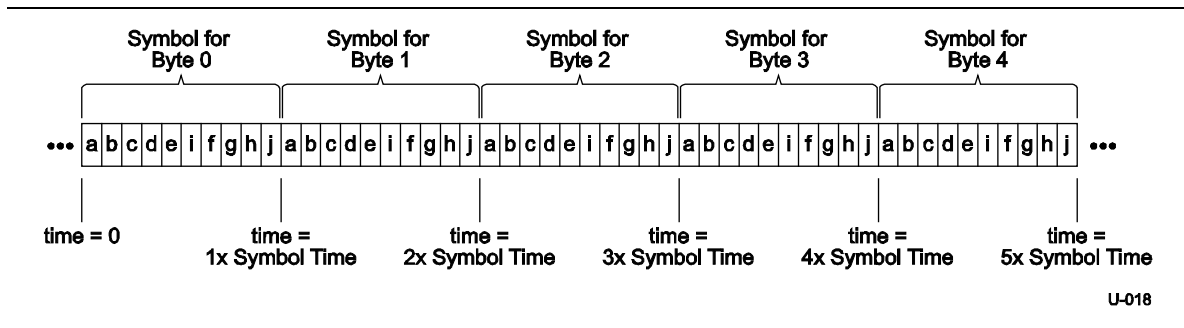 Symbol for Byte 0
Symbol for Byte 1
Symbol for Byte 2
Symbol for Byte 3
Symbol for Byte 4
••• a b c d e i f g h j a b c d e i f g h j a b c d e i f g h j a b c d e i f g h j a b c d e i f g h j •••
time = 0
time = 1x Symbol Time
time = 2x Symbol Time
time = 3x Symbol Time
time = 4x Symbol Time
time = 5x Symbol Time
U-018